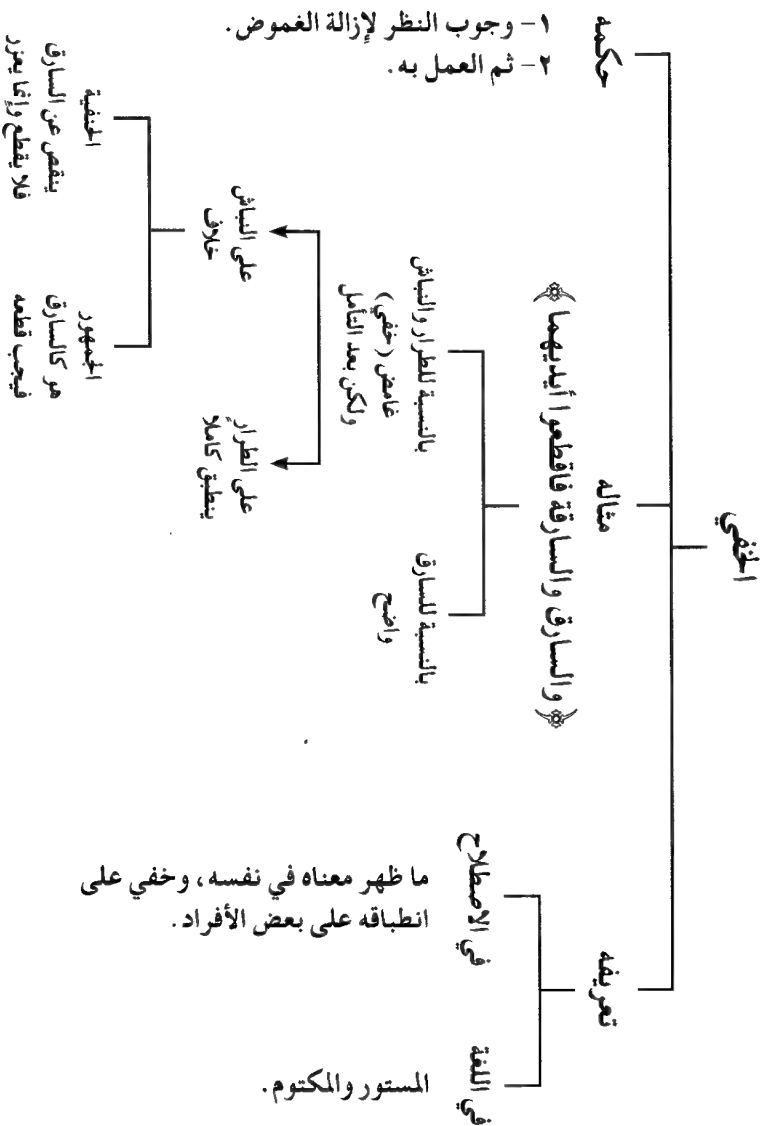 الخفي
تعريفه
في اللغة
المستور والمكتوم.
في الاصطلاح
ما ظهر معناه في نفسه، وخفي على
انطباقه على بعض الأفراد.
مثاله
﴿والسارق والسارقة فاقطعوا أيديهما﴾
بالنسبة للسارق
واضح
بالنسبة للطرار والنباش
غامض (خفي)
ولكن بعد التأمل
على الطرارِ
ينطبق كاملا
على النباش
خلاف
الجمهور
هو كالسارق
فيجب قطعه
الحنفية
ينقص عن السارق
فلا يقطع وإنما يعزر
حكمه
١- وجوب النظر لإزالة الغموض.
٢- ثم العمل به.